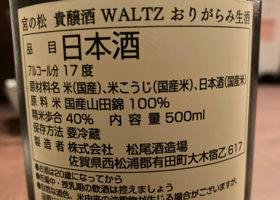 宮の松 貴醸酒 WALTZ おりがらみ生酒
品目 日本酒
アルコール分 17度
原材料名 米(国産)、米こうじ(国産米)、日本酒(国産)
原料米 国産山田錦 100%
精米歩合 40% 内容量 500ml
保存方法 要冷蔵
製造者 株式会社 松尾酒造場
佐賀県西松浦郡有田町大木宿乙 617
●お酒は20歳になってから
●妊娠中・授乳期の飲酒は控えましょう